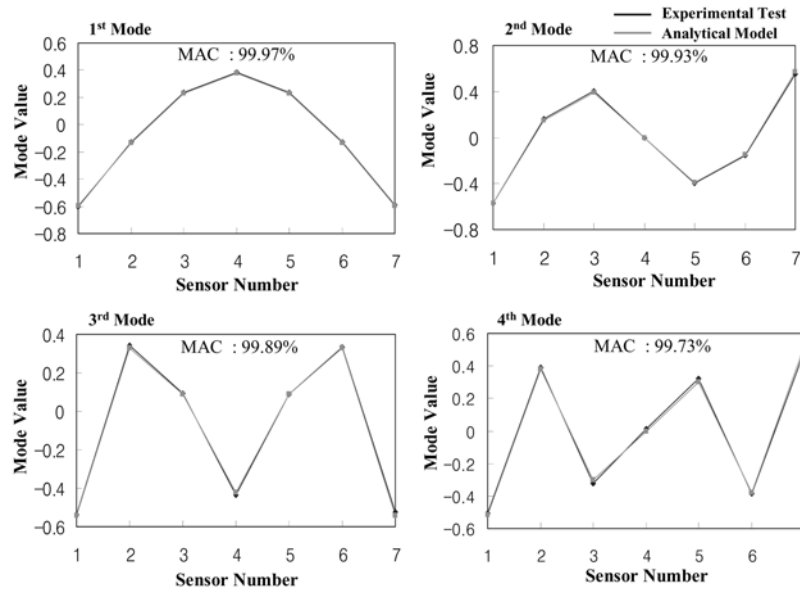 Experimental Test
Analytical Model
1st Mode
MAC : 99.97%
Mode Value
0.6
0.4
0.2
0
−0.2
−0.4
−0.6
−0.8
1 2 3 4 5 6 7
Sensor Number
2nd Mode
MAC : 99.93%
Mode Value
0.8
0.4
0
−0.4
−0.8
1 2 3 4 5 6 7
Sensor Number
3rd Mode
MAC : 99.89%
Mode Value
0.4
0.2
0
−0.2
−0.4
−0.6
1 2 3 4 5 6 7
Sensor Number
4th Mode
MAC : 99.73%
Mode Value
0.6
0.4
0.2
0
−0.2
−0.4
−0.6
1 2 3 4 5 6
Sensor Number